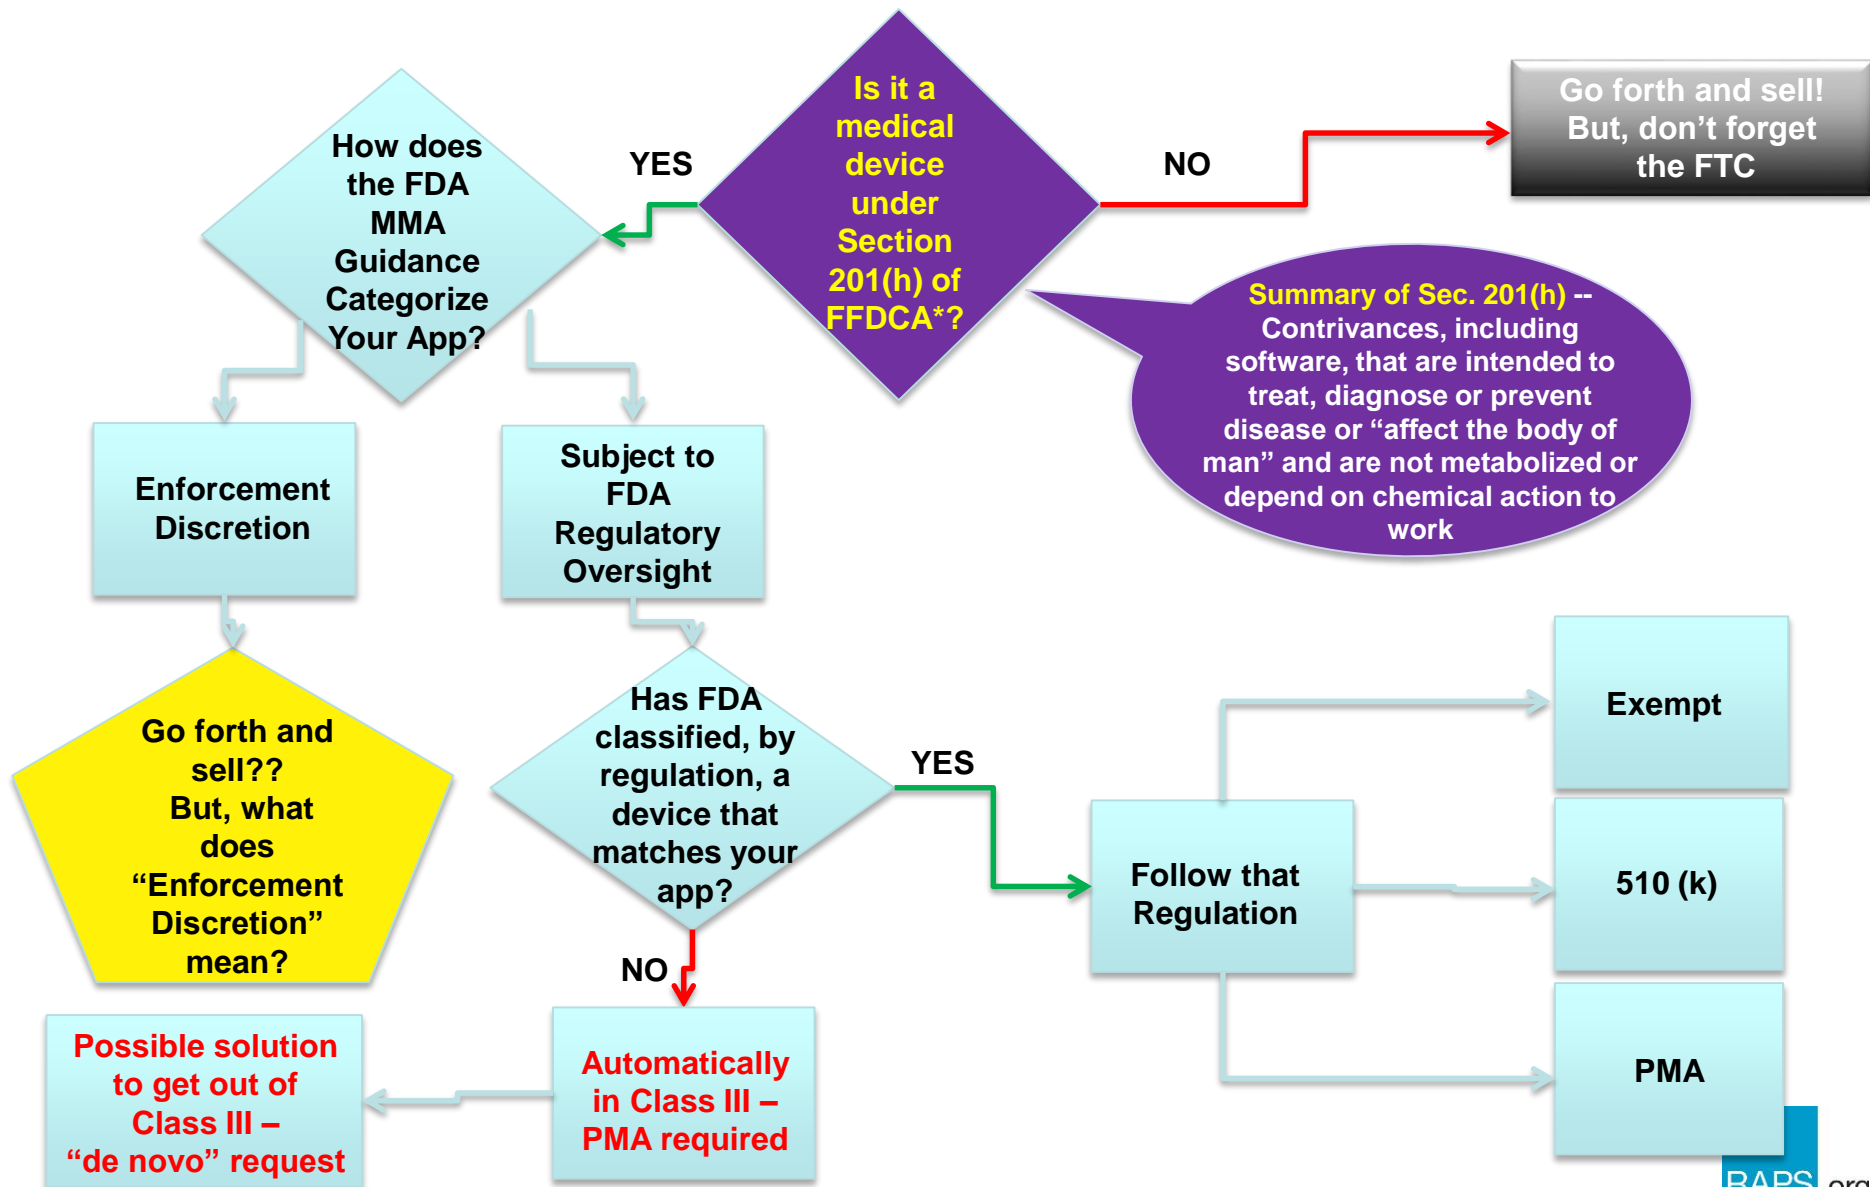 How does
the FDA
MMA
Guidance
Categorize
Your App?
YES
Is it a
medical
device
under
Section
201(h) of
FFDCA*?
NO
Go forth and sell!
But, don’t forget
the FTC
Summary of Sec. 201(h) --
Contrivances, including
software, that are intended to
treat, diagnose or prevent
disease or “affect the body of
man” and are not metabolized or
depend on chemical action to
work
Enforcement
Discretion
Subject to
FDA
Regulatory
Oversight
Go forth and
sell??
But, what
does
“Enforcement
Discretion”
mean?
Has FDA
classified, by
regulation, a
device that
matches your
app?
YES
NO
Follow that
Regulation
Exempt
510 (k)
PMA
Automatically
in Class III –
PMA required
Possible solution
to get out of
Class III –
“de novo” request
RAPS.org